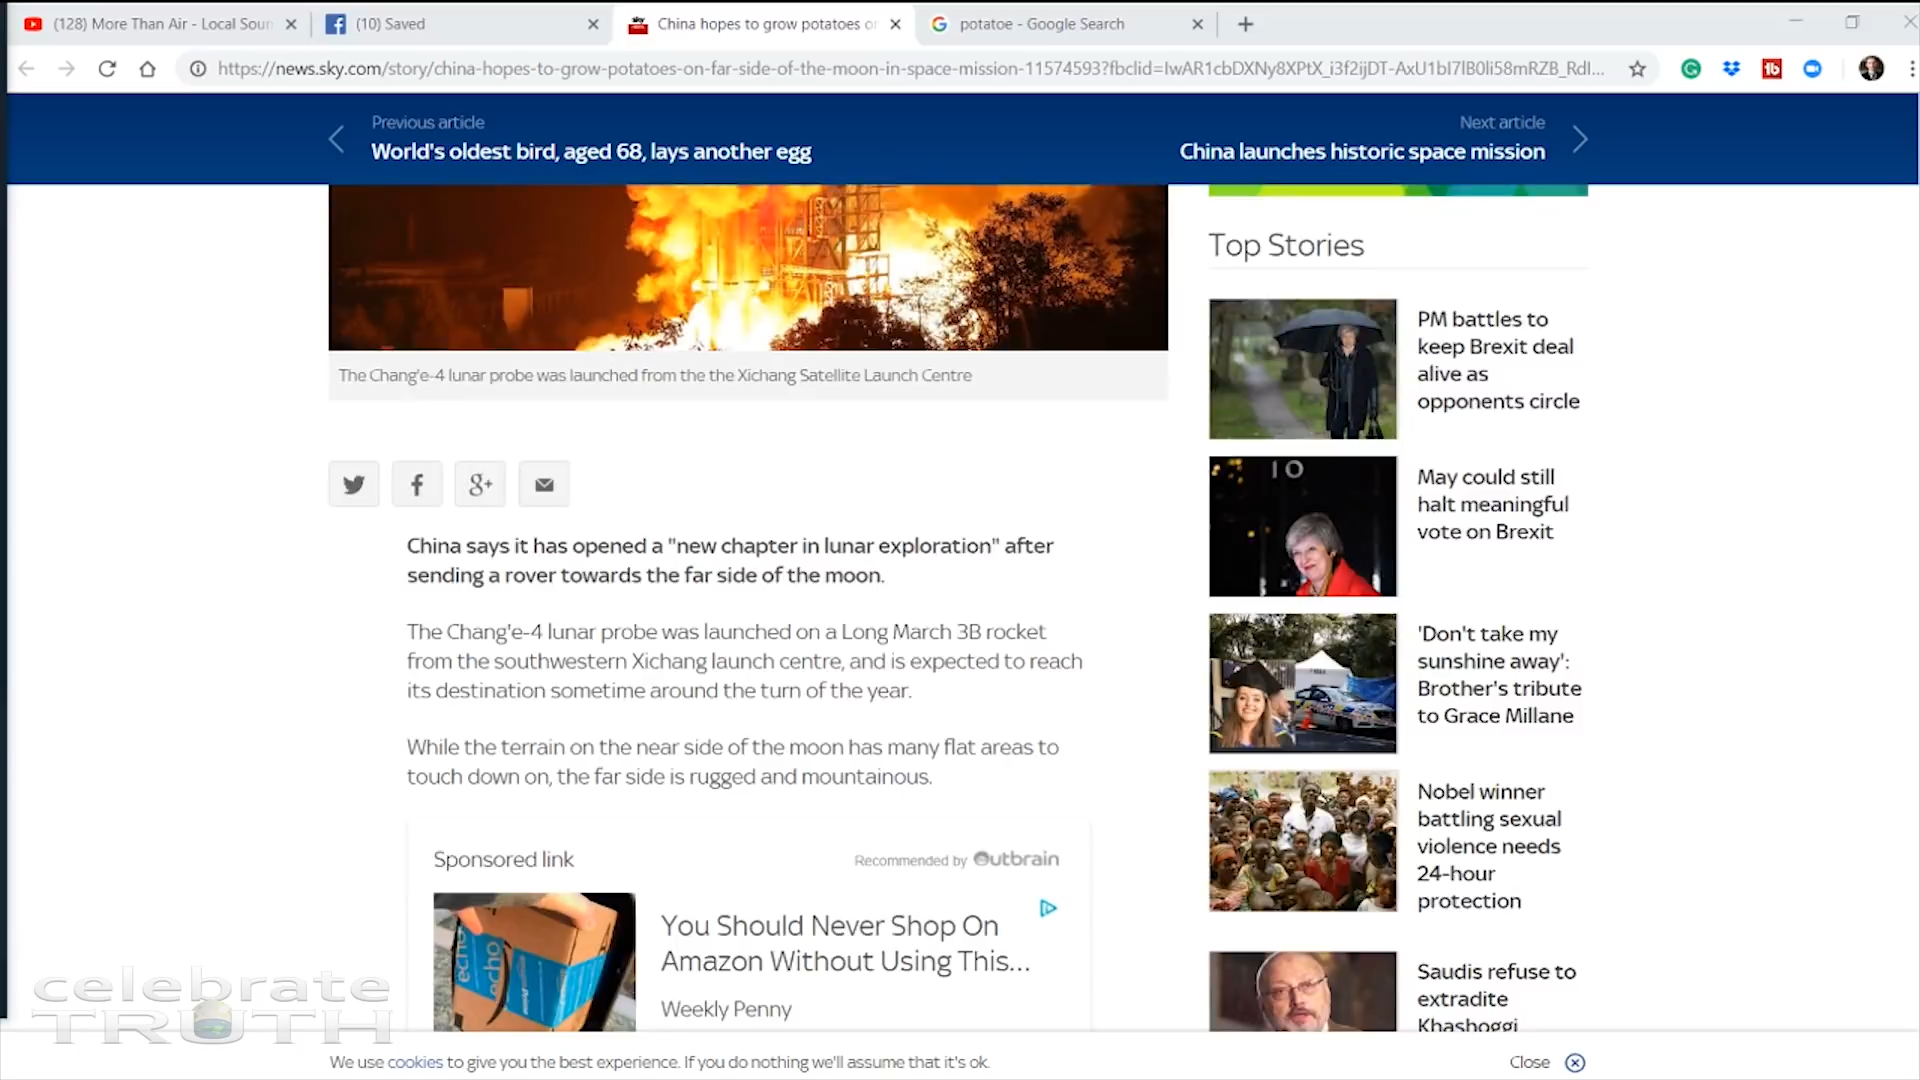 (128) More Than Air - Local Soun
(10) Saved
China hopes to grow potatoes or
potatoe - Google Search
https://news.sky.com/story/china-hopes-to-grow-potatoes-on-far-side-of-the-moon-in-space-mission-11574593?fbclid=IwAR1cbDXNy8XPtX_i3f2ijDT-AxU1bI7lB0li58mRZB_RdI...
Previous article
World's oldest bird, aged 68, lays another egg
Next article
China launches historic space mission
The Chang'e-4 lunar probe was launched from the the Xichang Satellite Launch Centre
China says it has opened a "new chapter in lunar exploration" after
sending a rover towards the far side of the moon.
The Chang'e-4 lunar probe was launched on a Long March 3B rocket
from the southwestern Xichang launch centre, and is expected to reach
its destination sometime around the turn of the year.
While the terrain on the near side of the moon has many flat areas to
touch down on, the far side is rugged and mountainous.
Sponsored link
Recommended by Outbrain
echo
echo
You Should Never Shop On
Amazon Without Using This...
Weekly Penny
Top Stories
PM battles to
keep Brexit deal
alive as
opponents circle
10
May could still
halt meaningful
vote on Brexit
'Don't take my
sunshine away':
Brother's tribute
to Grace Millane
Nobel winner
battling sexual
violence needs
24-hour
protection
Saudis refuse to
extradite
Khashoggi
celebrate
TRUTH
We use cookies to give you the best experience. If you do nothing we'll assume that it's ok.
Close